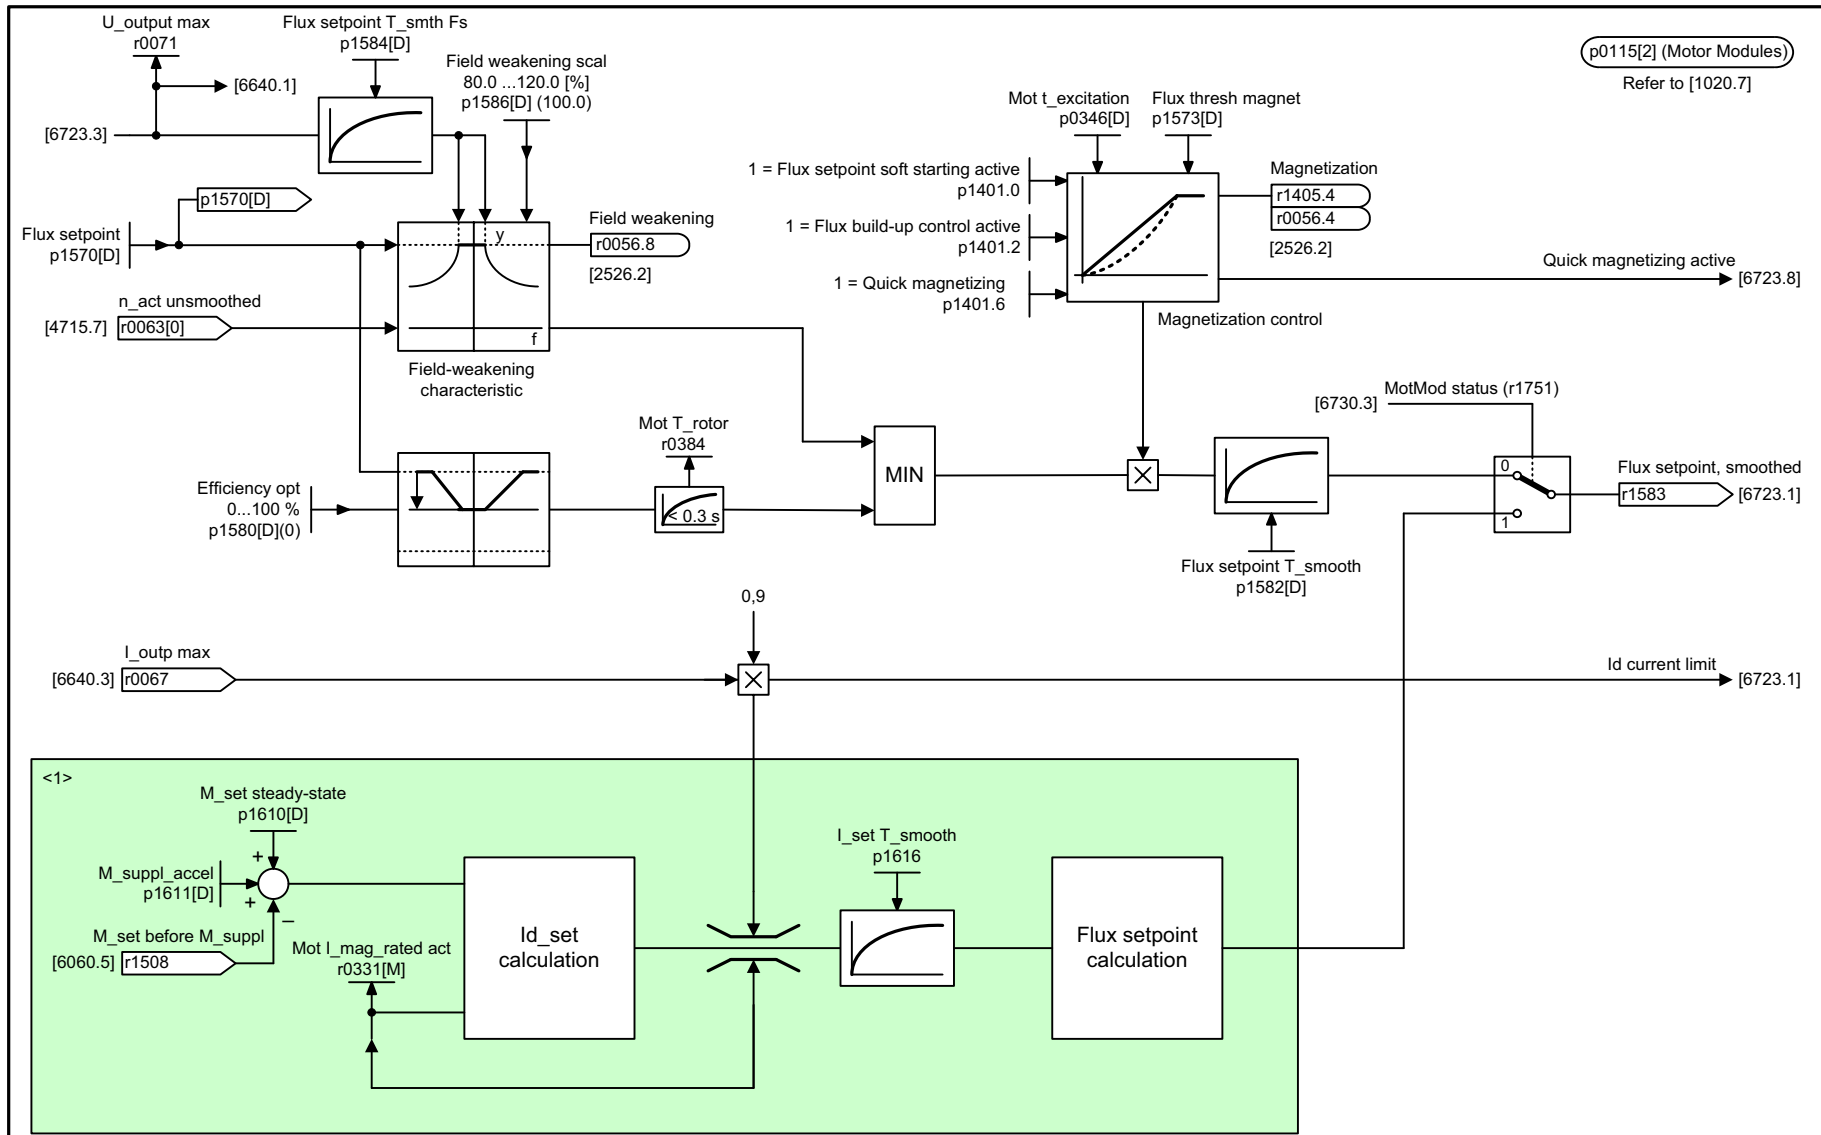 U_output max
r0071
[6640.1]
[6723.3]
Flux setpoint T_smth Fs
p1584[D]
Field weakening scal
80.0 ...120.0 [%]
p1586[D] (100.0)
p0115[2] (Motor Modules)
Refer to [1020.7]
Mot t_excitation
p0346[D]
Flux thresh magnet
p1573[D]
1 = Flux setpoint soft starting active
p1401.0
1 = Flux build-up control active
p1401.2
1 = Quick magnetizing
p1401.6
Magnetization
r1405.4
r0056.4
[2526.2]
Quick magnetizing active
[6723.8]
Magnetization control
p1570[D]
Flux setpoint
p1570[D]
y
f
Field weakening
r0056.8
[2526.2]
n_act unsmoothed
[4715.7]
r0063[0]
Field-weakening
characteristic
Mot T_rotor
r0384
< 0.3 s
Efficiency opt
0...100 %
p1580[D](0)
MIN
MotMod status (r1751)
[6730.3]
0
1
Flux setpoint, smoothed
r1583
[6723.1]
Flux setpoint T_smooth
p1582[D]
0,9
I_outp max
[6640.3]
r0067
Id current limit
[6723.1]
<1>
M_set steady-state
p1610[D]
+
M_suppl_accel
p1611[D]
+
–
M_set before M_suppl
[6060.5]
r1508
Mot I_mag_rated act
r0331[M]
Id_set
calculation
I_set T_smooth
p1616
Flux setpoint
calculation